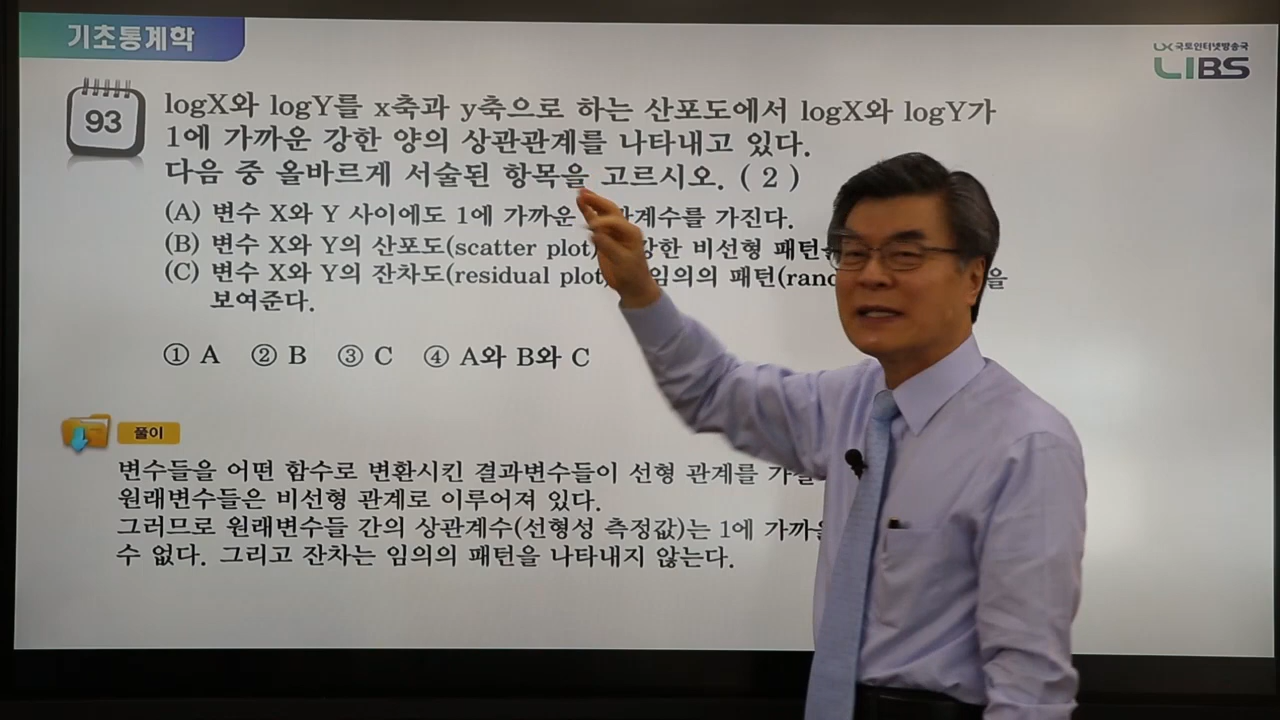 기초통계학
LX 국토인터넷방송국
LIBS
93
logX와 logY를 x축과 y축으로 하는 산포도에서 logX와 logY가
1에 가까운 강한 양의 상관관계를 나타내고 있다.
다음 중 올바르게 서술된 항목을 고르시오. ( 2 )
(A) 변수 X와 Y 사이에도 1에 가까운 관계수를 가진다.
(B) 변수 X와 Y의 산포도(scatter plot) 강한 비선형 패턴
(C) 변수 X와 Y의 잔차도(residual plot) 임의의 패턴 을
보여준다.
① A ② B ③ C ④ A와 B와 C
풀이
변수들을 어떤 함수로 변환시킨 결과변수들이 선형 관계를
원래변수들은 비선형 관계로 이루어져 있다.
그러므로 원래변수들 간의 상관계수(선형성 측정값)는 1에
수 없다. 그리고 잔차는 임의의 패턴을 나타내지 않는다.